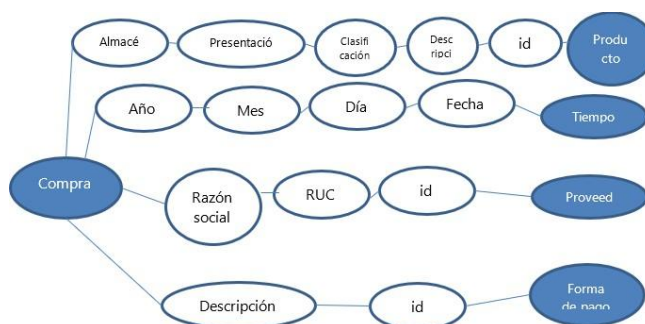 Almacé
Presentació
Clasifi
cación
Desc
ripci
id
Produ
cto
Año
Mes
Día
Fecha
Tiempo
Compra
Razón
social
RUC
id
Proveed
Descripción
id
Forma
de pago